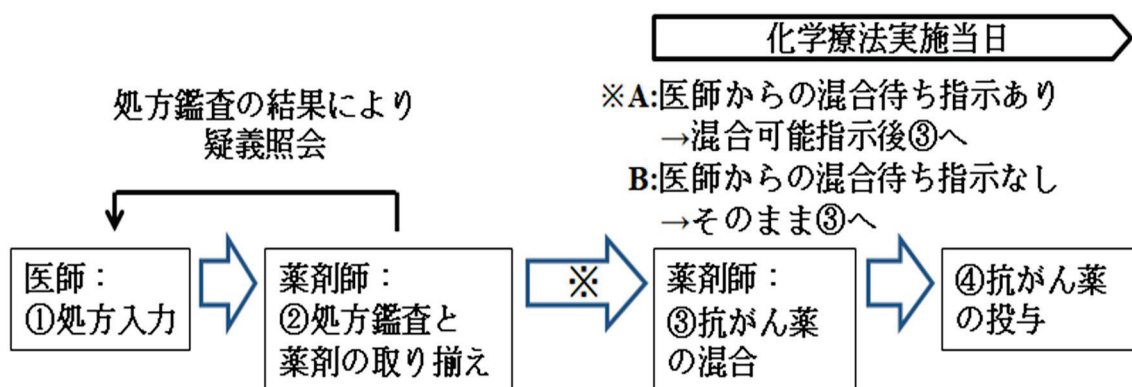 化学療法実施当日
処方鑑査の結果により
疑義照会
※A:医師からの混合待ち指示あり
→混合可能指示後③へ
B:医師からの混合待ち指示なし
→そのまま③へ
医師：
①処方入力
薬剤師：
②処方鑑査と
薬剤の取り揃え
※
薬剤師：
③抗がん薬
の混合
④抗がん薬
の投与